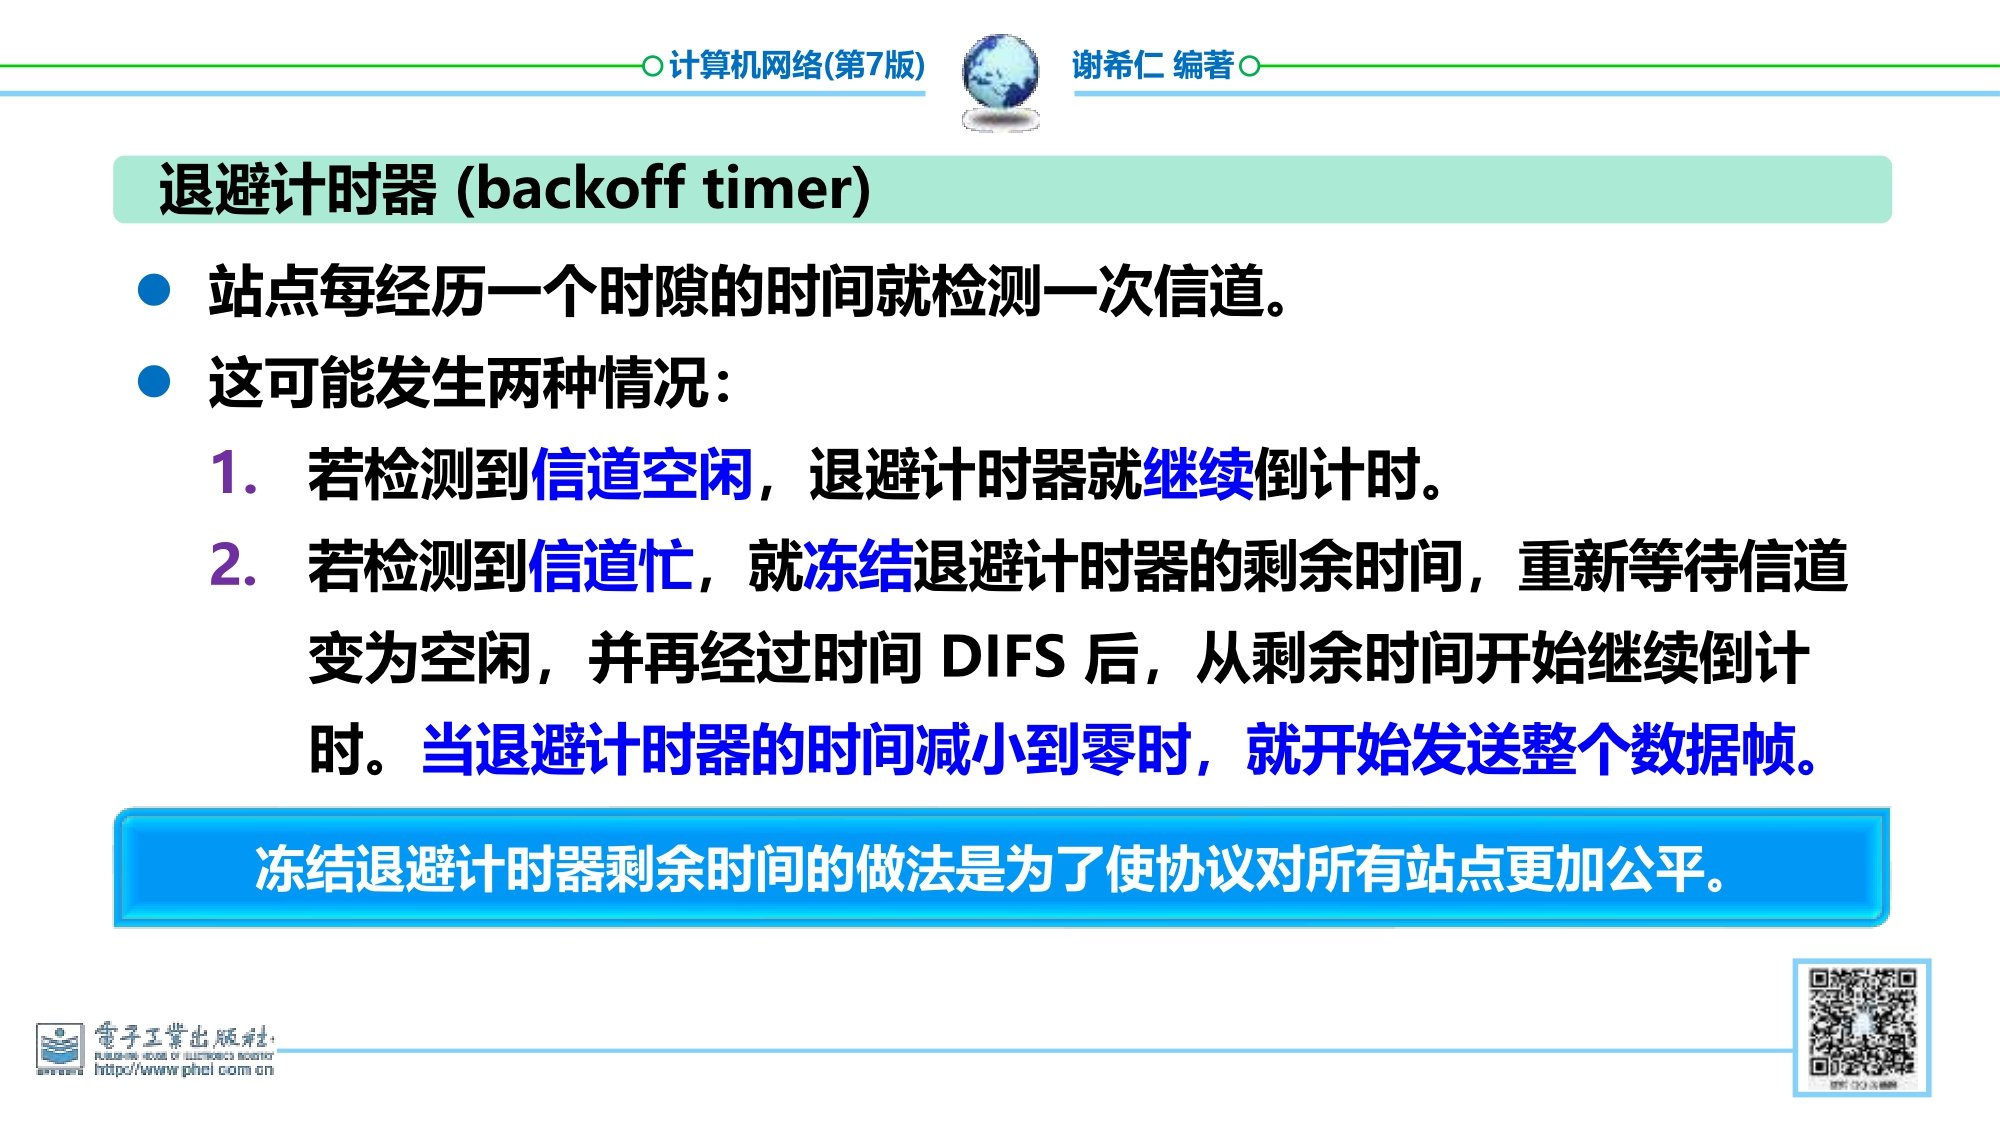 计算机网络(第7版)
谢希仁 编著
退避计时器 (backoff timer)
站点每经历一个时隙的时间就检测一次信道。
这可能发生两种情况：
1. 若检测到信道空闲，退避计时器就继续倒计时。
2. 若检测到信道忙，就冻结退避计时器的剩余时间，重新等待信道
变为空闲，并再经过时间 DIFS 后，从剩余时间开始继续倒计
时。当退避计时器的时间减小到零时，就开始发送整个数据帧。
冻结退避计时器剩余时间的做法是为了使协议对所有站点更加公平。
電子工業出版社
PUBLISHING HOUSE OF ELECTRONICS INDUSTRY
http://www.phei.com.cn